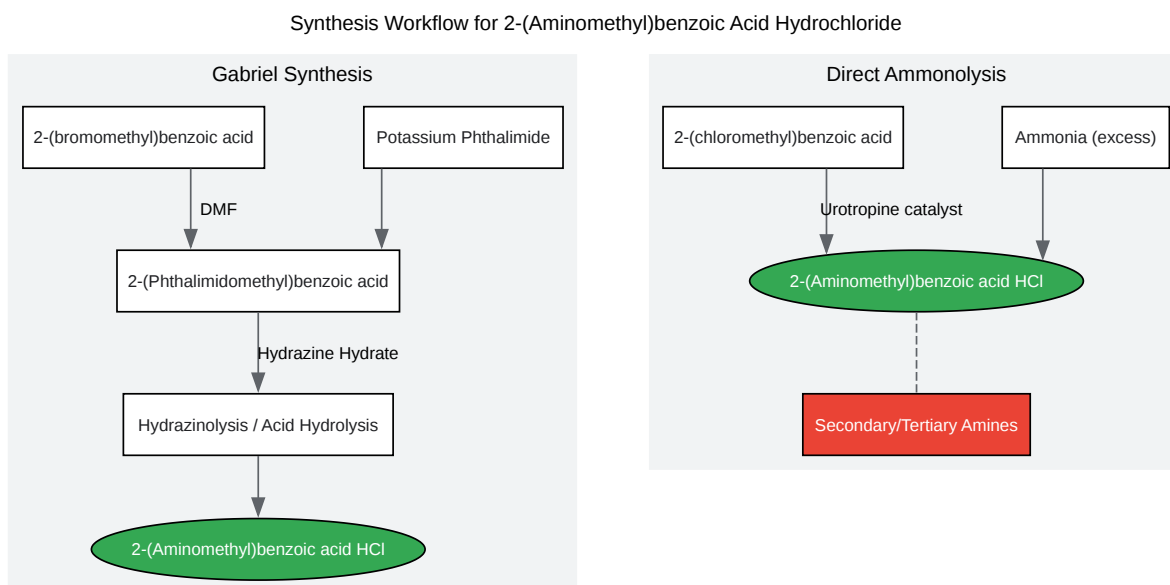 Synthesis Workflow for 2-(Aminomethyl)benzoic Acid Hydrochloride
Gabriel Synthesis
2-(bromomethyl)benzoic acid
Potassium Phthalimide
DMF
2-(Phthalimidomethyl)benzoic acid
Hydrazine Hydrate
Hydrazinolysis / Acid Hydrolysis
2-(Aminomethyl)benzoic acid HCl
Direct Ammonolysis
2-(chloromethyl)benzoic acid
Ammonia (excess)
Urotropine catalyst
2-(Aminomethyl)benzoic acid HCl
Secondary/Tertiary Amines